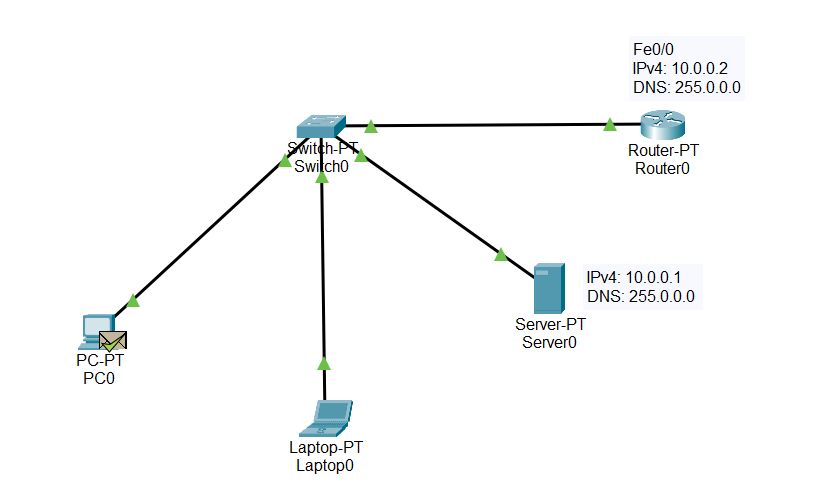 Fe0/0
IPv4: 10.0.0.2
DNS: 255.0.0.0
Switch-PT
Switch0
Router-PT
Router0
IPv4: 10.0.0.1
DNS: 255.0.0.0
Server-PT
Server0
PC-PT
PC0
Laptop-PT
Laptop0